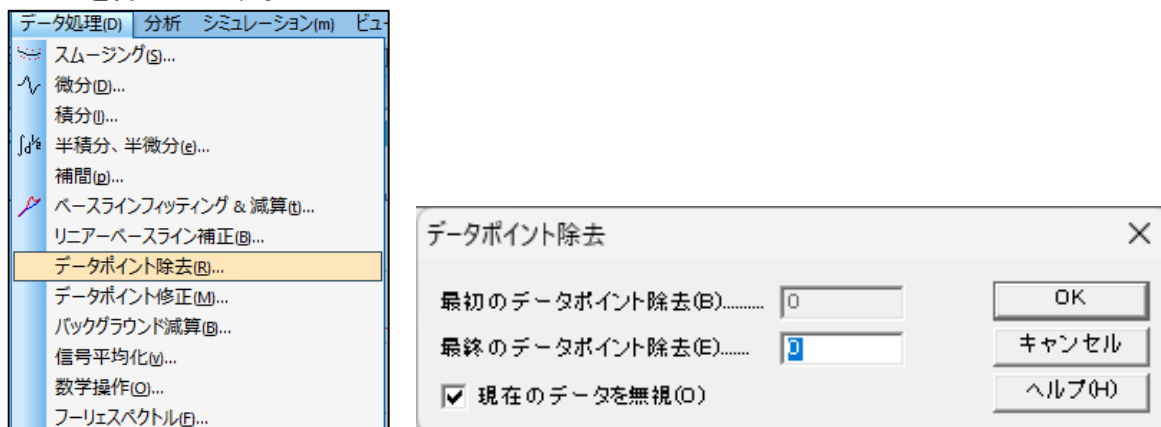 データ処理(D) 分析 シミュレーション(m) ビュー
スムージング(S)...
微分(D)...
積分(I)...
半積分、半微分(e)...
補間(p)...
ベースラインフィッティング & 減算(t)...
リニアーベースライン補正(B)...
データポイント除去(R)...
データポイント修正(M)...
バックグラウンド減算(B)...
信号平均化(v)...
数学操作(O)...
フーリェスペクトル(F)...
データポイント除去
最初のデータポイント除去(B)......... 0
最終のデータポイント除去(E)...... 0
現在のデータを無視(O)
OK
キャンセル
ヘルプ(H)